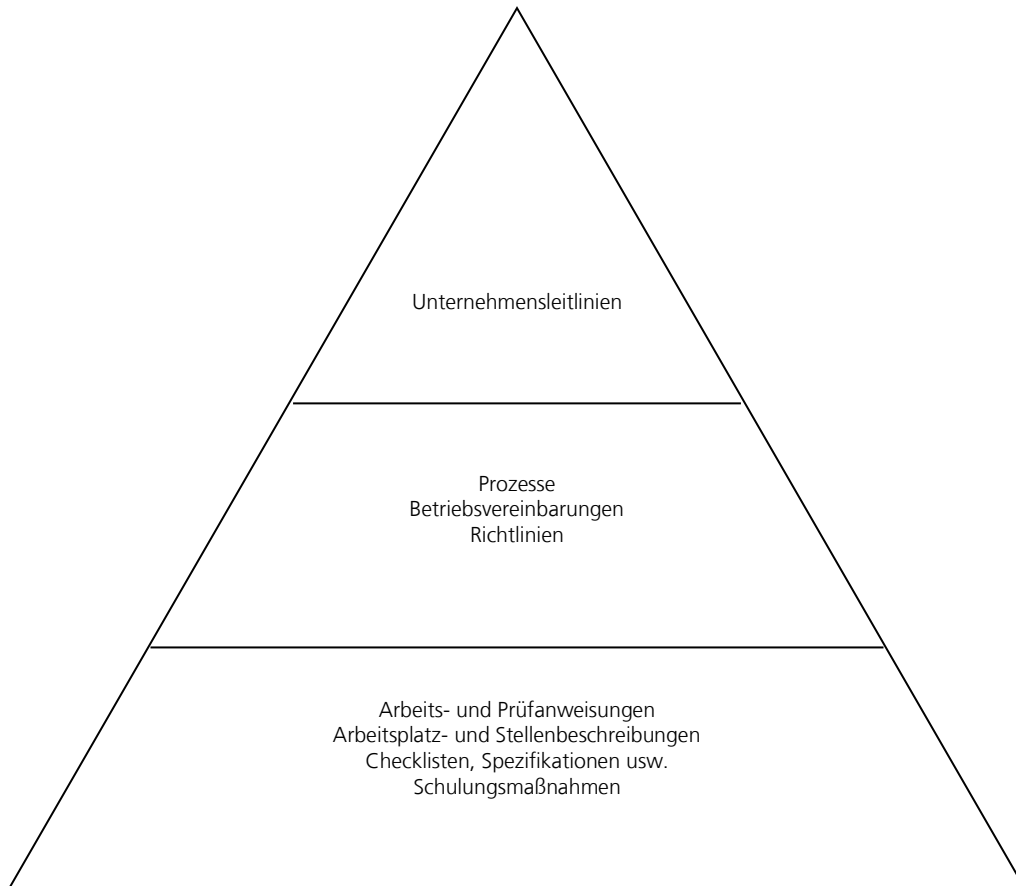 Unternehmensleitlinien
Prozesse
Betriebsvereinbarungen
Richtlinien
Arbeits- und Prüfanweisungen
Arbeitsplatz- und Stellenbeschreibungen
Checklisten, Spezifikationen usw.
Schulungsmaßnahmen